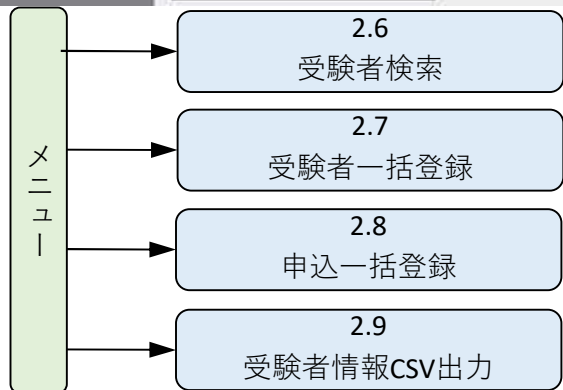 メニュー
2.6
受験者検索
2.7
受験者一括登録
2.8
申込一括登録
2.9
受験者情報CSV出力